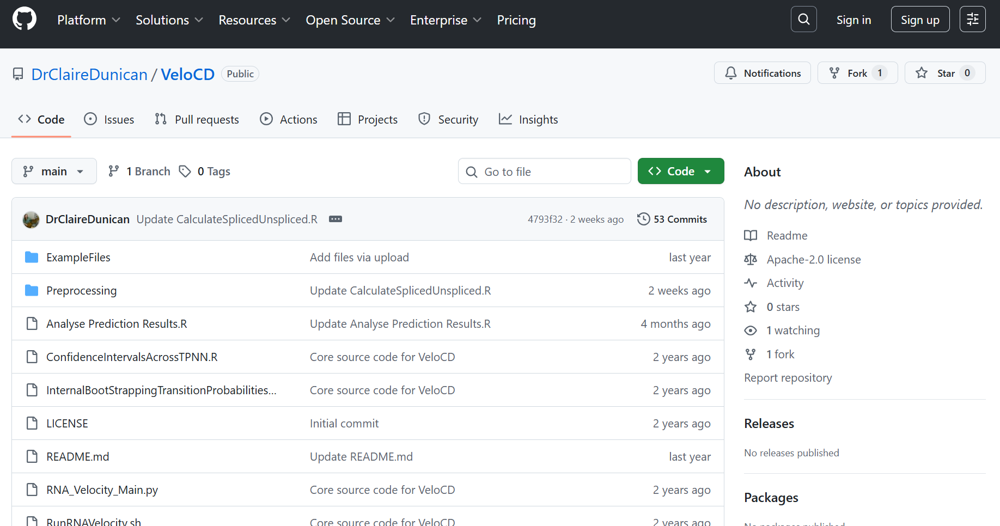 Platform Solutions Resources Open Source Enterprise Pricing Sign in Sign up
DrClaireDunican / VeloCD Public Notifications Fork 1 Star 0
Code Issues Pull requests Actions Projects Security Insights
main 1 Branch 0 Tags Go to file Code
DrClaireDunican Update CalculateSplicedUnspliced.R 4793f32 · 2 weeks ago 53 Commits
ExampleFiles Add files via upload last year
Preprocessing Update CalculateSplicedUnspliced.R 2 weeks ago
Analyse Prediction Results.R Update Analyse Prediction Results.R 4 months ago
ConfidenceIntervalsAcrossTPNN.R Core source code for VeloCD 2 years ago
InternalBootStrappingTransitionProbabilities... Core source code for VeloCD 2 years ago
LICENSE Initial commit 2 years ago
README.md Update README.md last year
RNA_Velocity_Main.py Core source code for VeloCD 2 years ago
RunRNAVelocity.sh Core source code for VeloCD 2 years ago
About
No description, website, or topics provided.
Readme
Apache-2.0 license
Activity
0 stars
1 watching
1 fork
Report repository
Releases
No releases published
Packages
No packages published